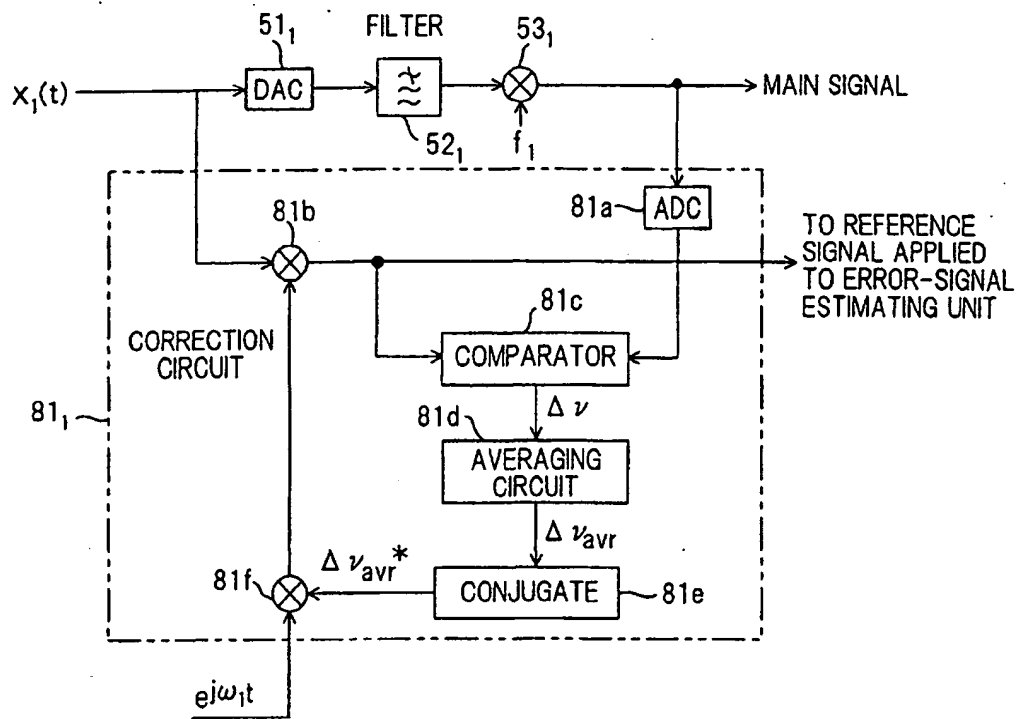 51₁
FILTER
53₁
x₁(t)
DAC
MAIN SIGNAL
52₁
f₁
81a
ADC
81b
TO REFERENCE
SIGNAL APPLIED
TO ERROR-SIGNAL
ESTIMATING UNIT
81c
CORRECTION
CIRCUIT
COMPARATOR
81₁
Δν
81d
AVERAGING
CIRCUIT
Δν_avr
Δν_avr*
81f
CONJUGATE
81e
e^jω₁t